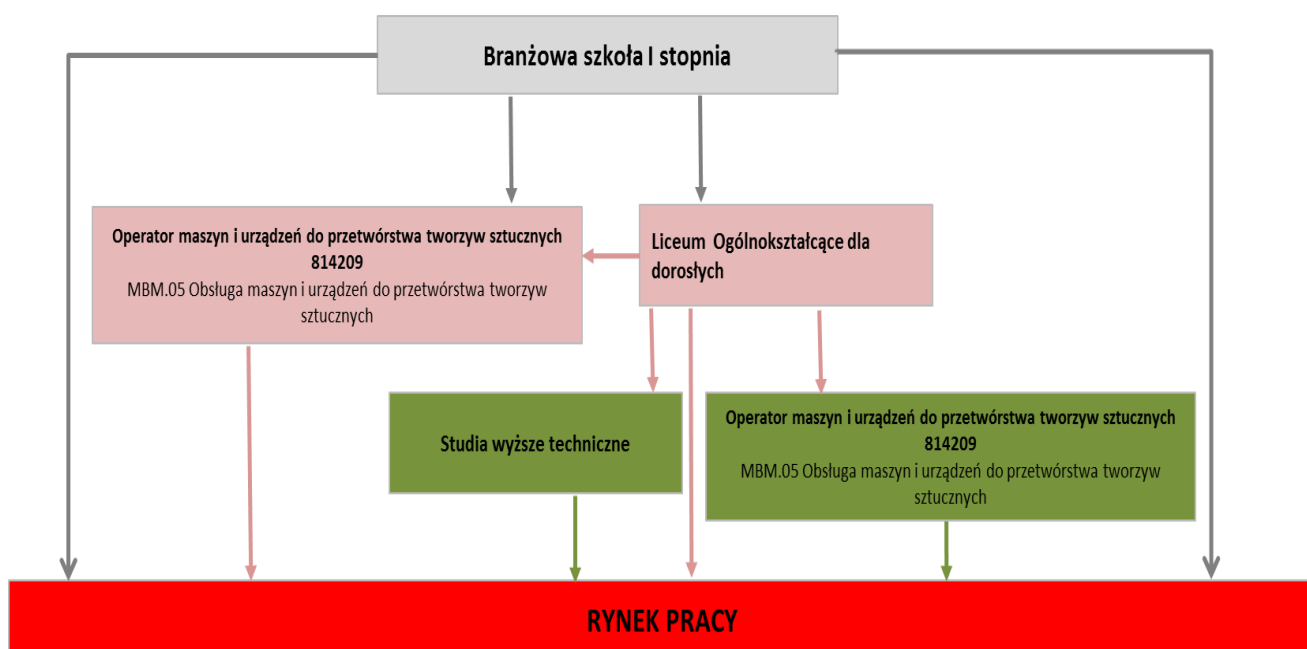 Branżowa szkoła I stopnia
Operator maszyn i urządzeń do przetwórstwa tworzyw sztucznych
814209
MBM.05 Obsługa maszyn i urządzeń do przetwórstwa tworzyw
sztucznych
Liceum Ogólnokształcące dla
dorosłych
Studia wyższe techniczne
Operator maszyn i urządzeń do przetwórstwa tworzyw sztucznych
814209
MBM.05 Obsługa maszyn i urządzeń do przetwórstwa tworzyw
sztucznych
RYNEK PRACY